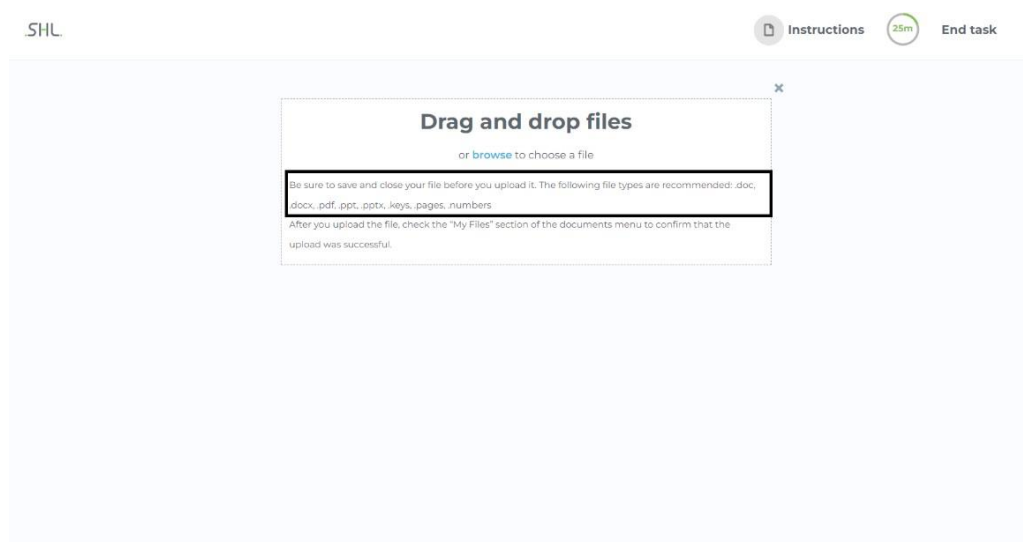 .SHL.
Instructions
25m
End task
×
Drag and drop files
or browse to choose a file
Be sure to save and close your file before you upload it. The following file types are recommended: .doc,
.docx, .pdf, .ppt, .pptx, .keys, .pages, .numbers
After you upload the file, check the “My Files” section of the documents menu to confirm that the
upload was successful.